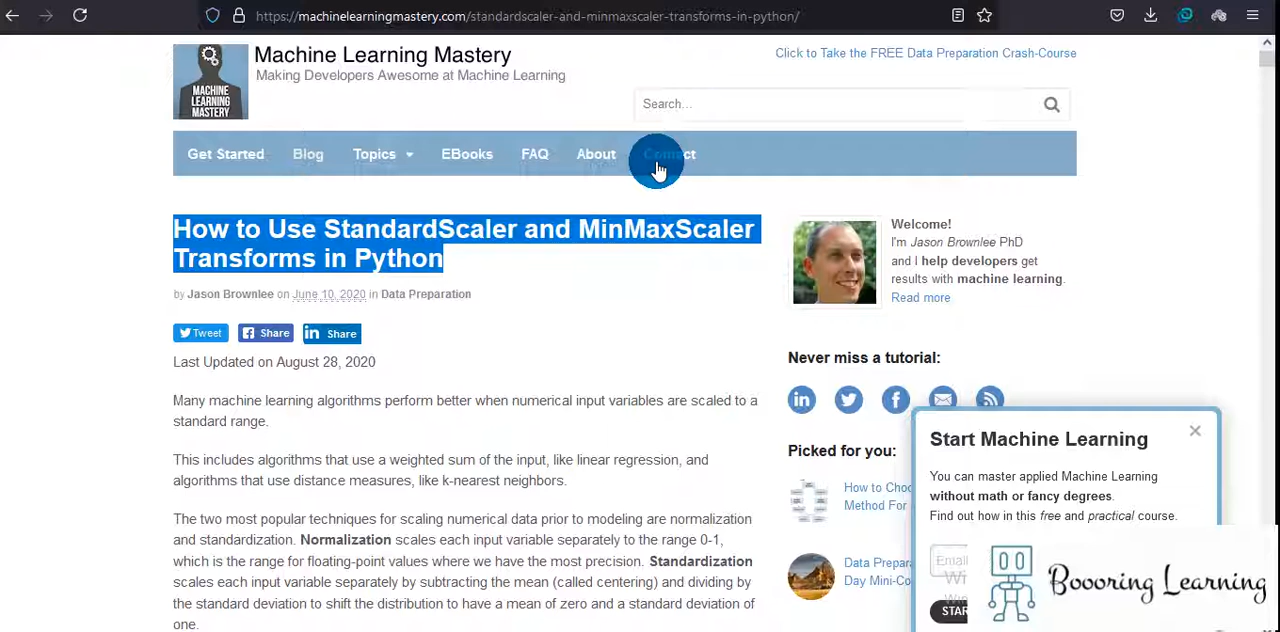 https://machinelearningmastery.com/standardscaler-and-minmaxscaler-transforms-in-python/
MACHINE
LEARNING
MASTERY
Machine Learning Mastery
Making Developers Awesome at Machine Learning
Click to Take the FREE Data Preparation Crash-Course
Search...
Get Started
Blog
Topics
EBooks
FAQ
About
Contact
How to Use StandardScaler and MinMaxScaler
Transforms in Python
by Jason Brownlee on June 10, 2020 in Data Preparation
Tweet
Share
Share
Last Updated on August 28, 2020
Many machine learning algorithms perform better when numerical input variables are scaled to a
standard range.
This includes algorithms that use a weighted sum of the input, like linear regression, and
algorithms that use distance measures, like k-nearest neighbors.
The two most popular techniques for scaling numerical data prior to modeling are normalization
and standardization. Normalization scales each input variable separately to the range 0-1,
which is the range for floating-point values where we have the most precision. Standardization
scales each input variable separately by subtracting the mean (called centering) and dividing by
the standard deviation to shift the distribution to have a mean of zero and a standard deviation of
one.
Welcome!
I'm Jason Brownlee PhD
and I help developers get
results with machine learning.
Read more
Never miss a tutorial:
Picked for you:
How to
Method For
Data
Day
Start Machine Learning
You can master applied Machine Learning
without math or fancy degrees.
Find out how in this free and practical course.
Email
Boooring Learning